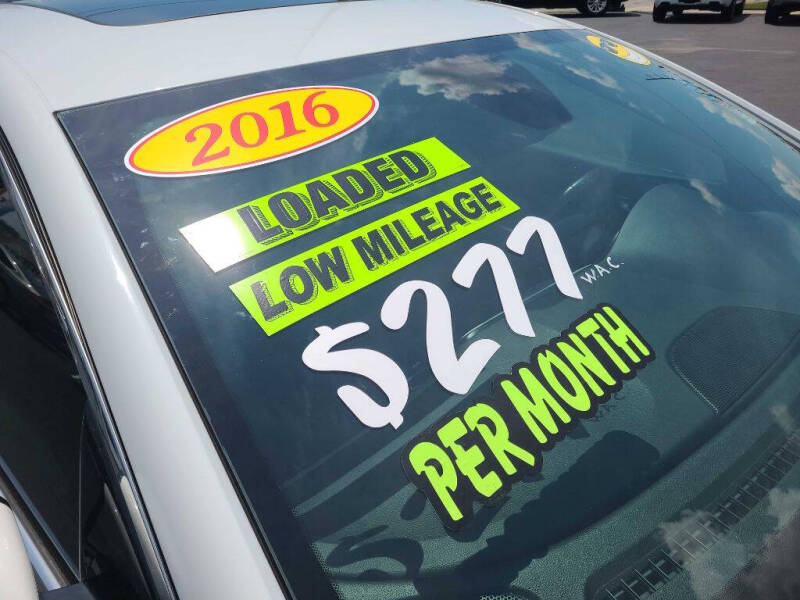 2016
LOADED
LOW MILEAGE
$277
W.A.C.
PER MONTH